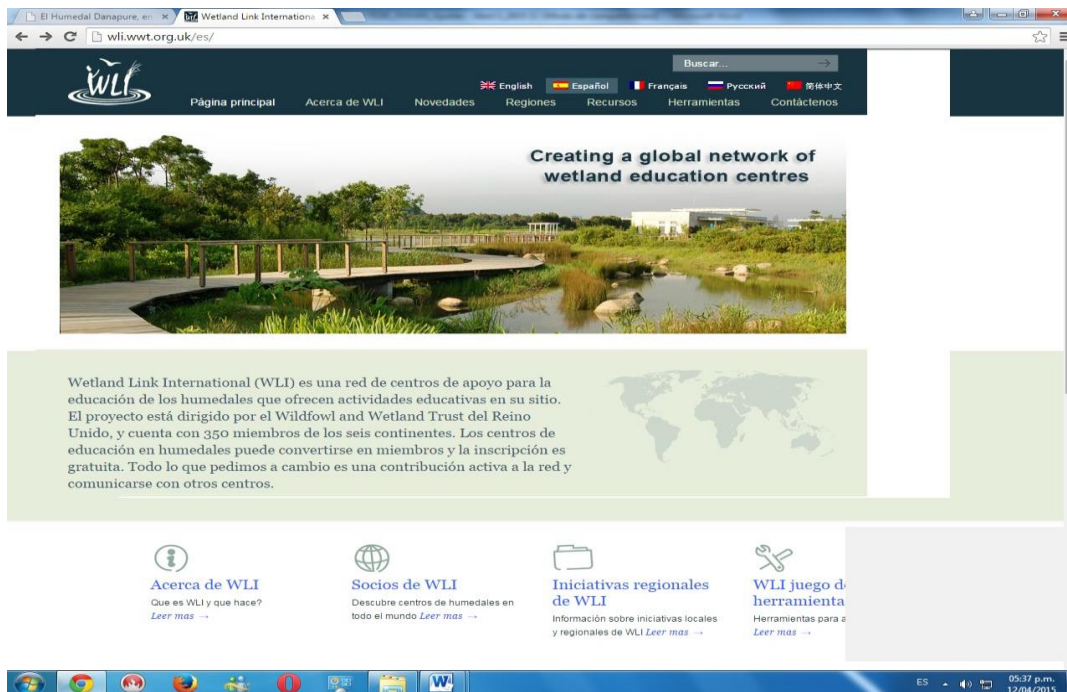 El Humedal Danapure, en
Wetland Link Internationa
wli.wwt.org.uk/es/
WLI
Buscar...
English Español Français Русский 简体中文
Página principal Acerca de WLI Novedades Regiones Recursos Herramientas Contáctenos
Creating a global network of
wetland education centres
Wetland Link International (WLI) es una red de centros de apoyo para la
educación de los humedales que ofrecen actividades educativas en su sitio.
El proyecto está dirigido por el Wildfowl and Wetland Trust del Reino
Unido, y cuenta con 350 miembros de los seis continentes. Los centros de
educación en humedales puede convertirse en miembros y la inscripción es
gratuita. Todo lo que pedimos a cambio es una contribución activa a la red y
comunicarse con otros centros.
Acerca de WLI
Que es WLI y que hace?
Leer mas →
Socios de WLI
Descubre centros de humedales en
todo el mundo Leer mas →
Iniciativas regionales
de WLI
Información sobre iniciativas locales
y regionales de WLI Leer mas →
WLI juego d
herramienta
Herramientas para a
Leer mas →
ES
05:37 p.m.
12/04/2015